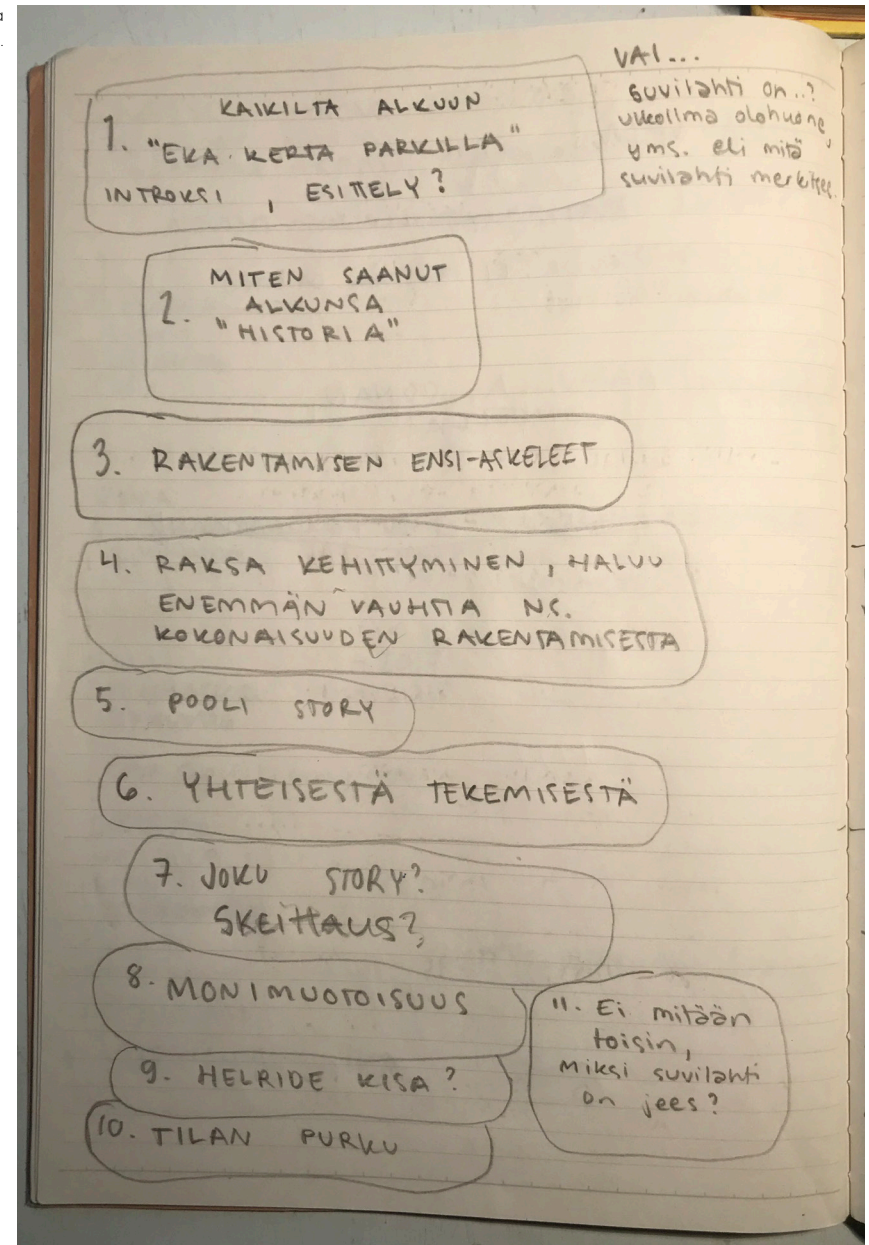 KAIKILTA ALKUUN
1. "EKA KERTA PARKILLA"
INTROKSI , ESITTELY?
VAI...
Suvilahti on..?
ulkoilma olohuone,
yms. eli mitä
suvilahti merkitsee.
MITEN SAANUT
2. ALKUNSA
"HISTORIA"
3. RAKENTAMISEN ENSI-ASKELEET
4. RAKSA KEHITTYMINEN, HALUU
ENEMMÄN VAUHTIA N.S.
KOKONAISUUDEN RAKENTAMISESTA
5. POOLI STORY
6. YHTEISESTÄ TEKEMISESTÄ
7. JOKU STORY?
SKEITTAUS?
8. MONIMUOTOISUUS
9. HELRIDE KISA?
10. TILAN PURKU
11. Ei mitään
toisin,
Miksi suvilahti
on jees?